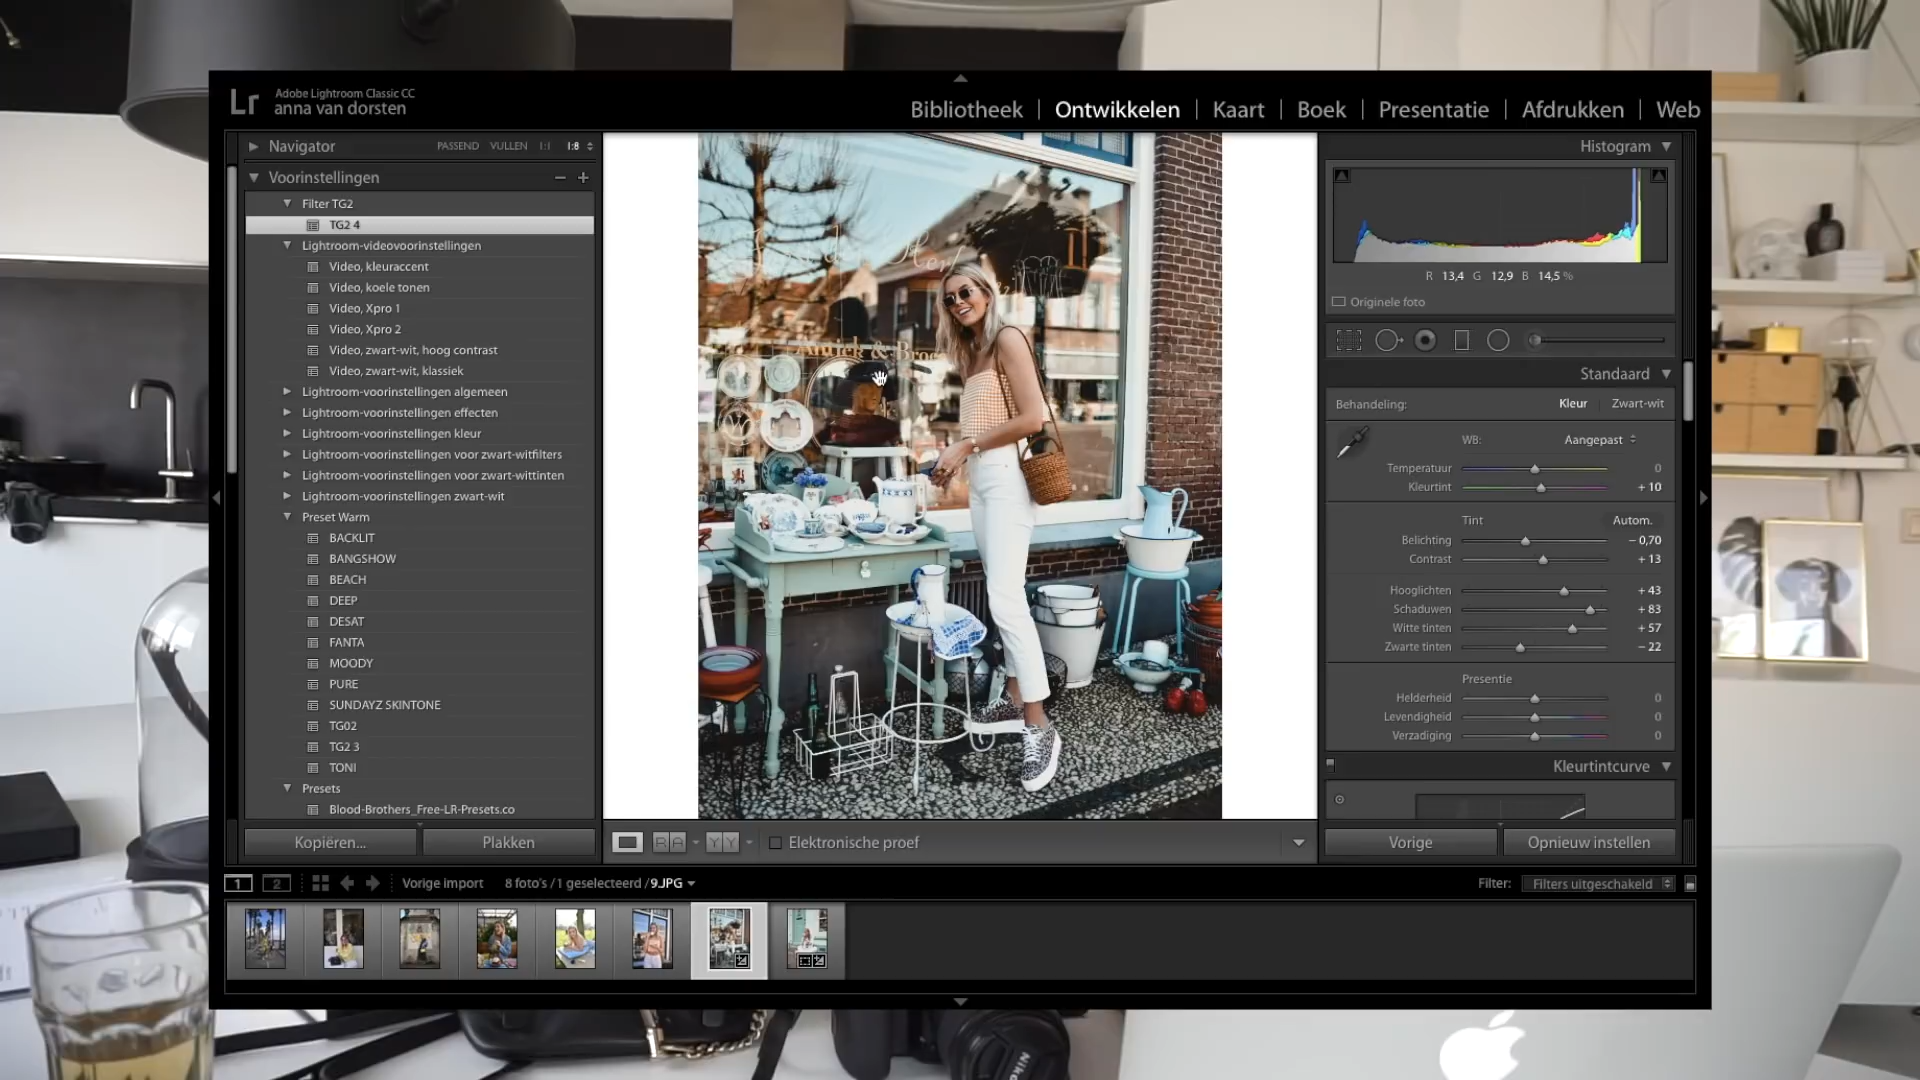 Lr
Adobe Lightroom Classic CC
anna van dorsten
Bibliotheek | Ontwikkelen | Kaart | Boek | Presentatie | Afdrukken | Web
Navigator PASSEND VULLEN 1:1 1:8
Voorinstellingen
Filter TG2
TG2 4
Lightroom-videovoorinstellingen
Video, kleuraccent
Video, koele tonen
Video, Xpro 1
Video, Xpro 2
Video, zwart-wit, hoog contrast
Video, zwart-wit, klassiek
Lightroom-voorinstellingen algemeen
Lightroom-voorinstellingen effecten
Lightroom-voorinstellingen kleur
Lightroom-voorinstellingen voor zwart-witfilters
Lightroom-voorinstellingen voor zwart-wittinten
Lightroom-voorinstellingen zwart-wit
Preset Warm
BACKLIT
BANGSHOW
BEACH
DEEP
DESAT
FANTA
MOODY
PURE
SUNDAYZ SKINTONE
TG02
TG2 3
TONI
Presets
Blood-Brothers_Free-LR-Presets.co
Kopiëren... Plakken
Antiek & Broc
Elektronische proef
Histogram
R 13,4 G 12,9 B 14,5 %
Originele foto
Standaard
Behandeling: Kleur | Zwart-wit
WB: Aangepast
Temperatuur 0
Kleurtint + 10
Tint Autom.
Belichting − 0,70
Contrast + 13
Hooglichten + 43
Schaduwen + 83
Witte tinten + 57
Zwarte tinten − 22
Presentie
Helderheid 0
Levendigheid 0
Verzadiging 0
Kleurtintcurve
Vorige Opnieuw instellen
1 2 Vorige import 8 foto's /1 geselecteerd /9.JPG
Filter: Filters uitgeschakeld